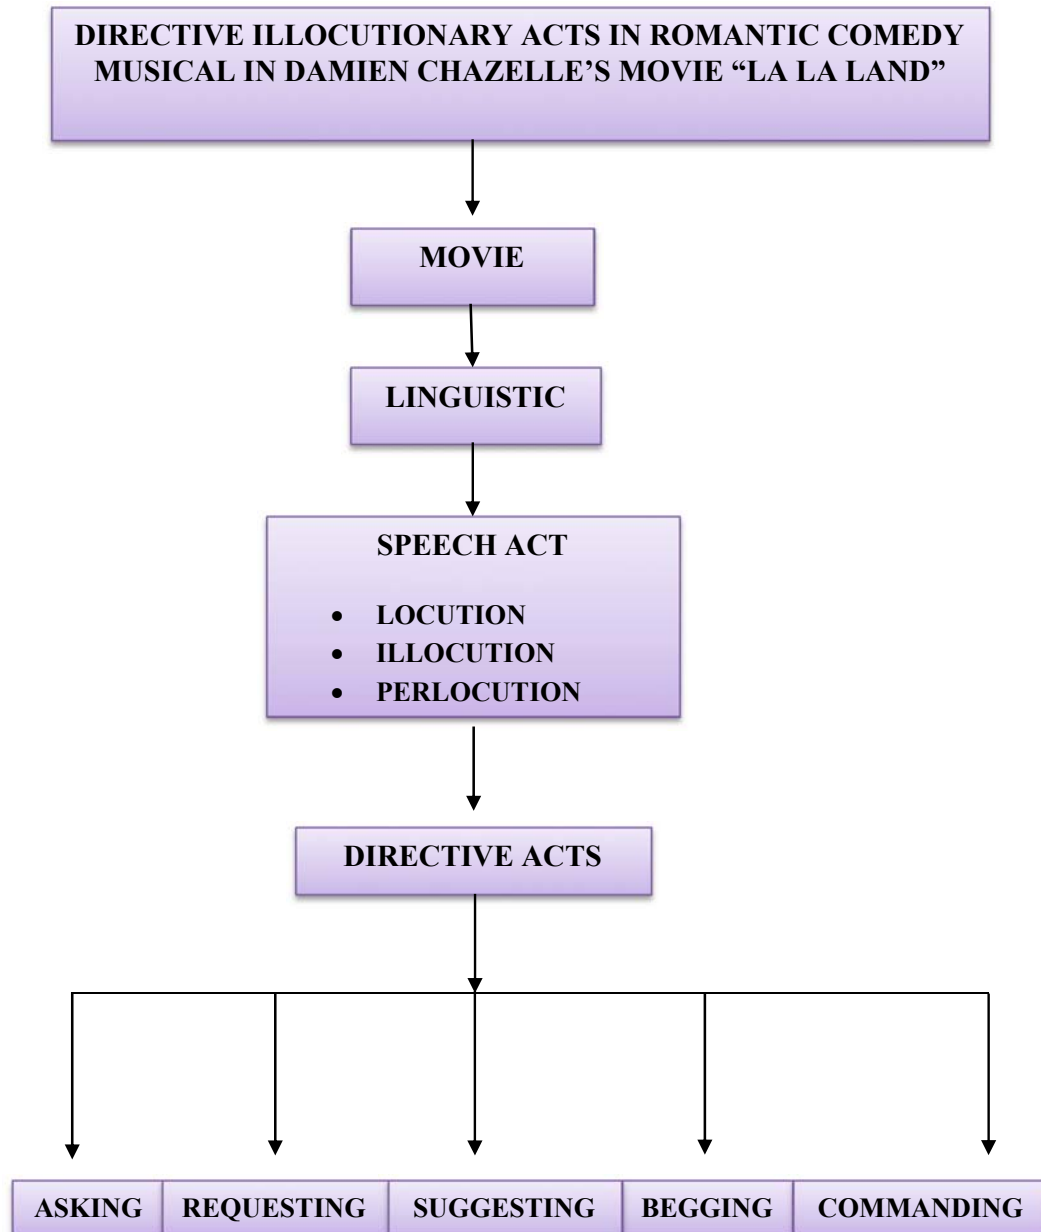 DIRECTIVE ILLOCUTIONARY ACTS IN ROMANTIC COMEDY
MUSICAL IN DAMIEN CHAZELLE’S MOVIE “LA LA LAND”
MOVIE
LINGUISTIC
SPEECH ACT
• LOCUTION
• ILLOCUTION
• PERLOCUTION
DIRECTIVE ACTS
ASKING REQUESTING SUGGESTING BEGGING COMMANDING